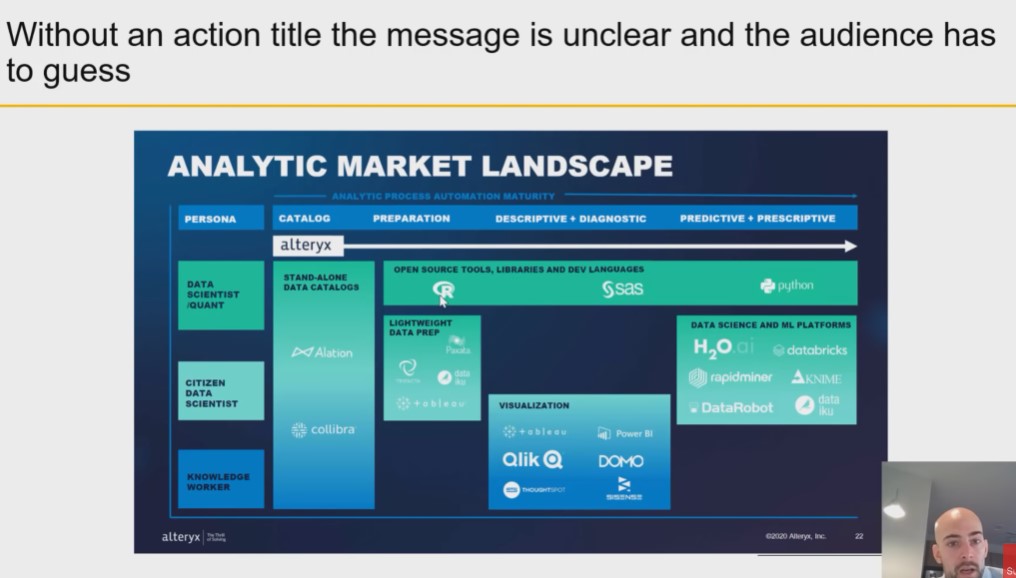 Without an action title the message is unclear and the audience has
to guess
ANALYTIC MARKET LANDSCAPE
ANALYTIC PROCESS AUTOMATION MATURITY
PERSONA
CATALOG
PREPARATION
DESCRIPTIVE + DIAGNOSTIC
PREDICTIVE + PRESCRIPTIVE
alteryx
DATA
SCIENTIST
/QUANT
STAND-ALONE
DATA CATALOGS
OPEN SOURCE TOOLS, LIBRARIES AND DEV LANGUAGES
R
sas
python
LIGHTWEIGHT
DATA PREP
Paxata
data
iku
+ableau
DATA SCIENCE AND ML PLATFORMS
H2O.ai
databricks
rapidminer
KNIME
DataRobot
data
iku
Alation
collibra
CITIZEN
DATA
SCIENTIST
VISUALIZATION
+ableau
Power BI
Qlik
DOMO
THOUGHTSPOT
SISENSE
KNOWLEDGE
WORKER
alteryx
©2020 Alteryx, Inc.
22